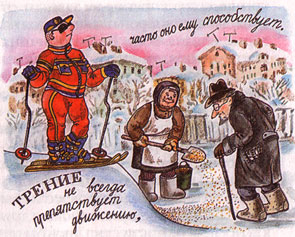 ТРЕНИЕ
не всегда
препятствует
движению,
часто оно ему способствует.